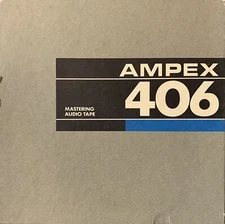 AMPEX
MASTERING
AUDIO TAPE
406